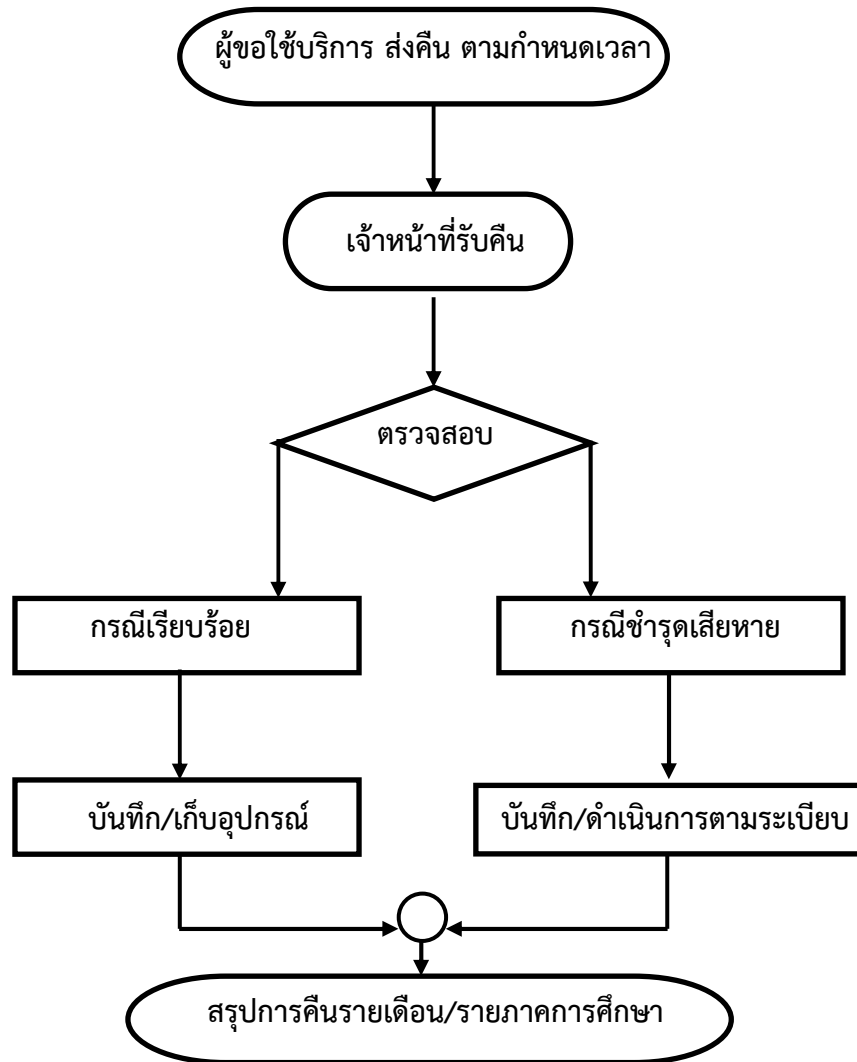 ผู้ขอใช้บริการ ส่งคืน ตามกำหนดเวลา
เจ้าหน้าที่รับคืน
ตรวจสอบ
กรณีเรียบร้อย
กรณีชำรุดเสียหาย
บันทึก/เก็บอุปกรณ์
บันทึก/ดำเนินการตามระเบียบ
สรุปการคืนรายเดือน/รายภาคการศึกษา